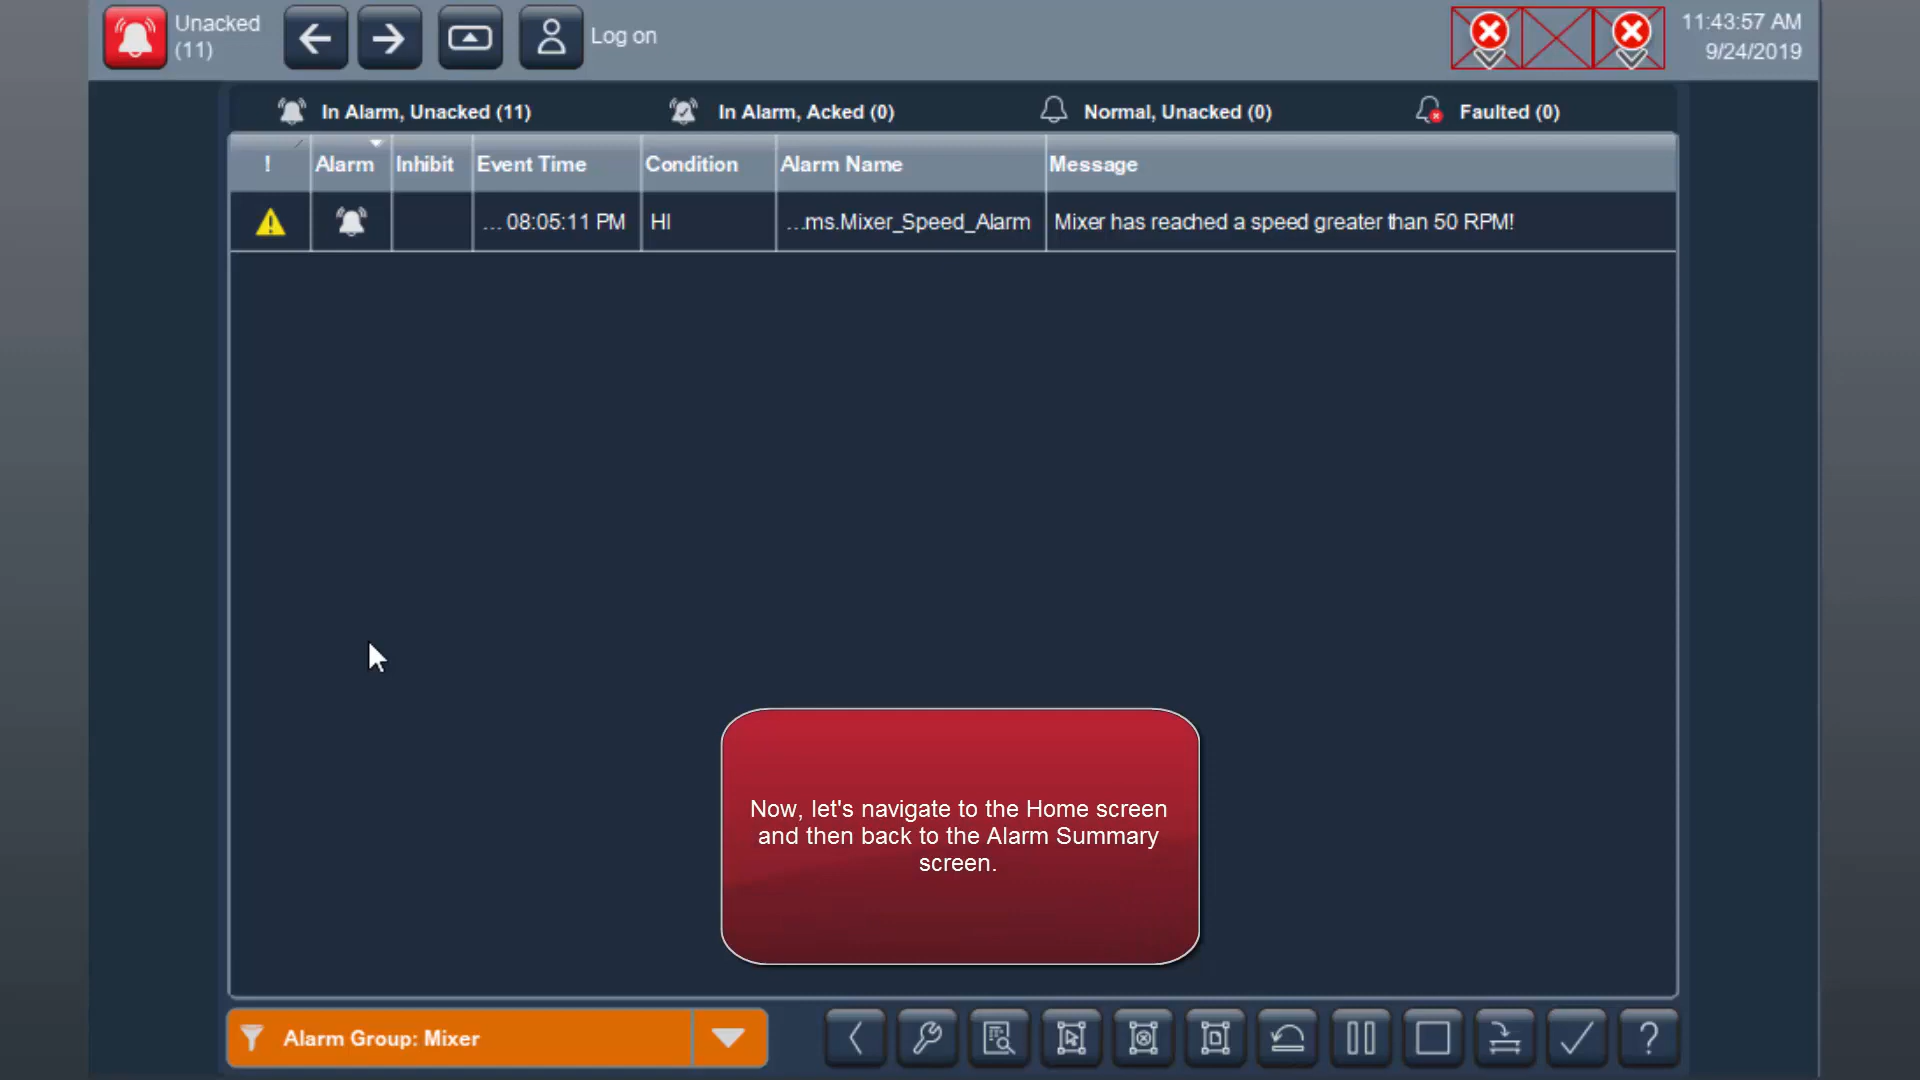 Unacked
(11)
Log on
11:43:57 AM
9/24/2019
In Alarm, Unacked (11)
In Alarm, Acked (0)
Normal, Unacked (0)
Faulted (0)
! Alarm Inhibit Event Time Condition Alarm Name Message
... 08:05:11 PM HI ...ms.Mixer_Speed_Alarm Mixer has reached a speed greater than 50 RPM!
Now, let's navigate to the Home screen
and then back to the Alarm Summary
screen.
Alarm Group: Mixer
?